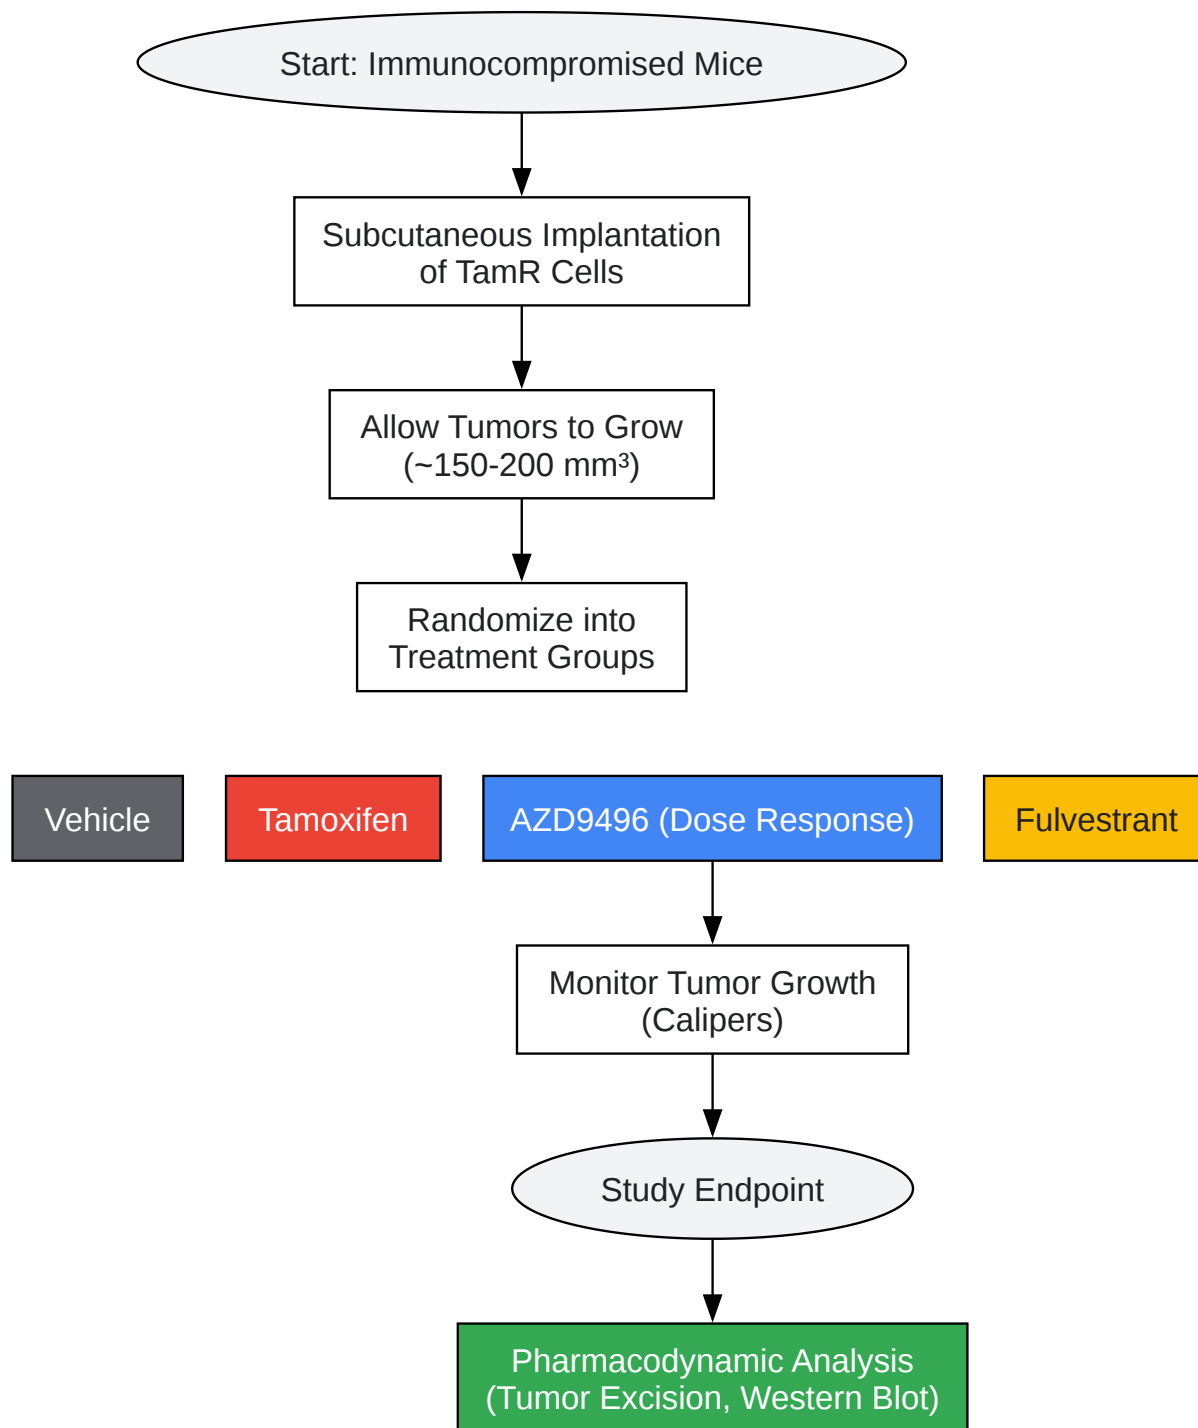 Start: Immunocompromised Mice
Subcutaneous Implantation
of TamR Cells
Allow Tumors to Grow
(~150-200 mm³)
Randomize into
Treatment Groups
Vehicle
Tamoxifen
AZD9496 (Dose Response)
Fulvestrant
Monitor Tumor Growth
(Calipers)
Study Endpoint
Pharmacodynamic Analysis
(Tumor Excision, Western Blot)